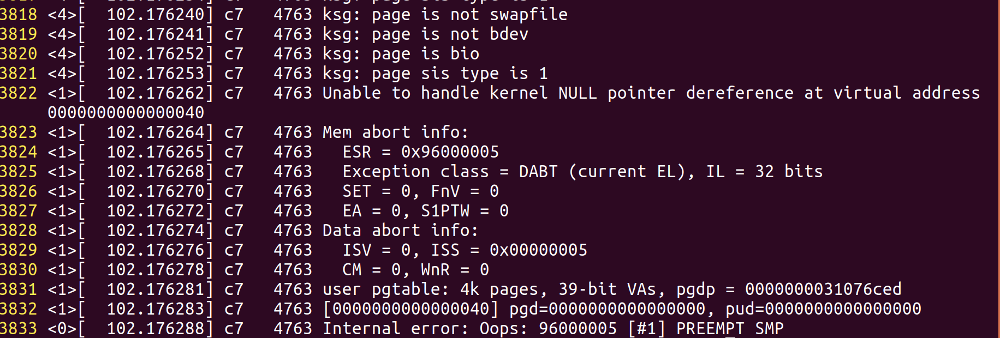 3818 <4>[  102.176240] c7   4763 ksg: page is not swapfile
3819 <4>[  102.176241] c7   4763 ksg: page is not bdev
3820 <4>[  102.176252] c7   4763 ksg: page is bio
3821 <4>[  102.176253] c7   4763 ksg: page sis type is 1
3822 <1>[  102.176262] c7   4763 Unable to handle kernel NULL pointer dereference at virtual address
0000000000000040
3823 <1>[  102.176264] c7   4763 Mem abort info:
3824 <1>[  102.176265] c7   4763   ESR = 0x96000005
3825 <1>[  102.176268] c7   4763   Exception class = DABT (current EL), IL = 32 bits
3826 <1>[  102.176270] c7   4763   SET = 0, FnV = 0
3827 <1>[  102.176272] c7   4763   EA = 0, S1PTW = 0
3828 <1>[  102.176274] c7   4763 Data abort info:
3829 <1>[  102.176276] c7   4763   ISV = 0, ISS = 0x00000005
3830 <1>[  102.176278] c7   4763   CM = 0, WnR = 0
3831 <1>[  102.176281] c7   4763 user pgtable: 4k pages, 39-bit VAs, pgdp = 0000000031076ced
3832 <1>[  102.176283] c7   4763 [0000000000000040] pgd=0000000000000000, pud=0000000000000000
3833 <0>[  102.176288] c7   4763 Internal error: Oops: 96000005 [#1] PREEMPT SMP